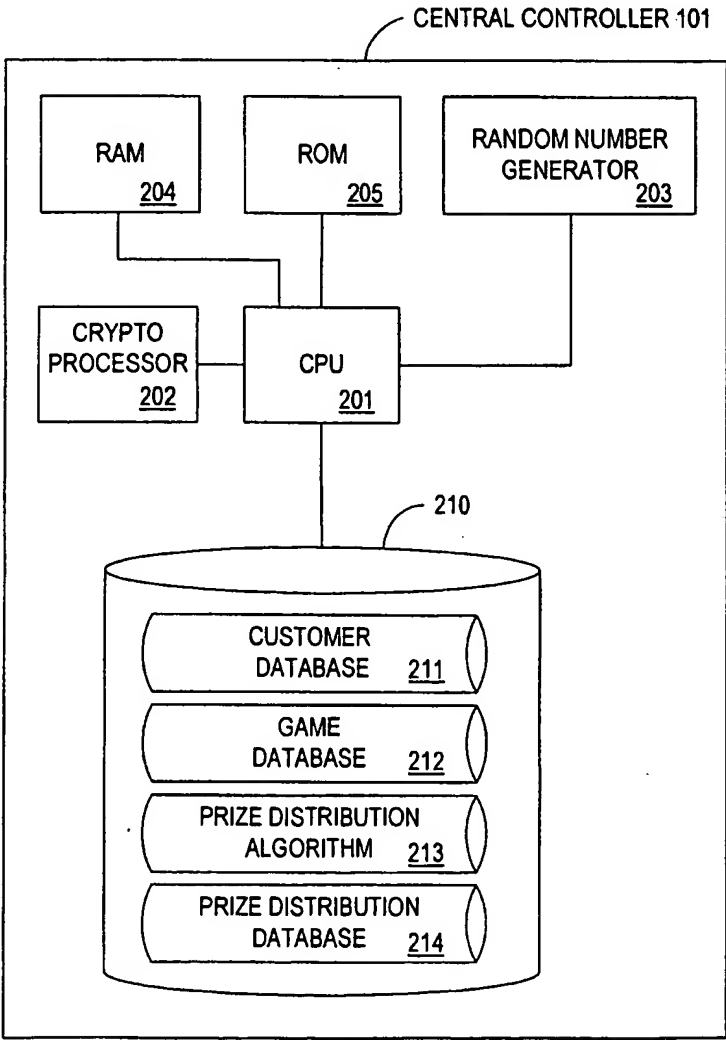 CENTRAL CONTROLLER 101
RAM
204
ROM
205
RANDOM NUMBER
GENERATOR
203
CRYPTO
PROCESSOR
202
CPU
201
210
CUSTOMER
DATABASE 211
GAME
DATABASE 212
PRIZE DISTRIBUTION
ALGORITHM 213
PRIZE DISTRIBUTION
DATABASE 214